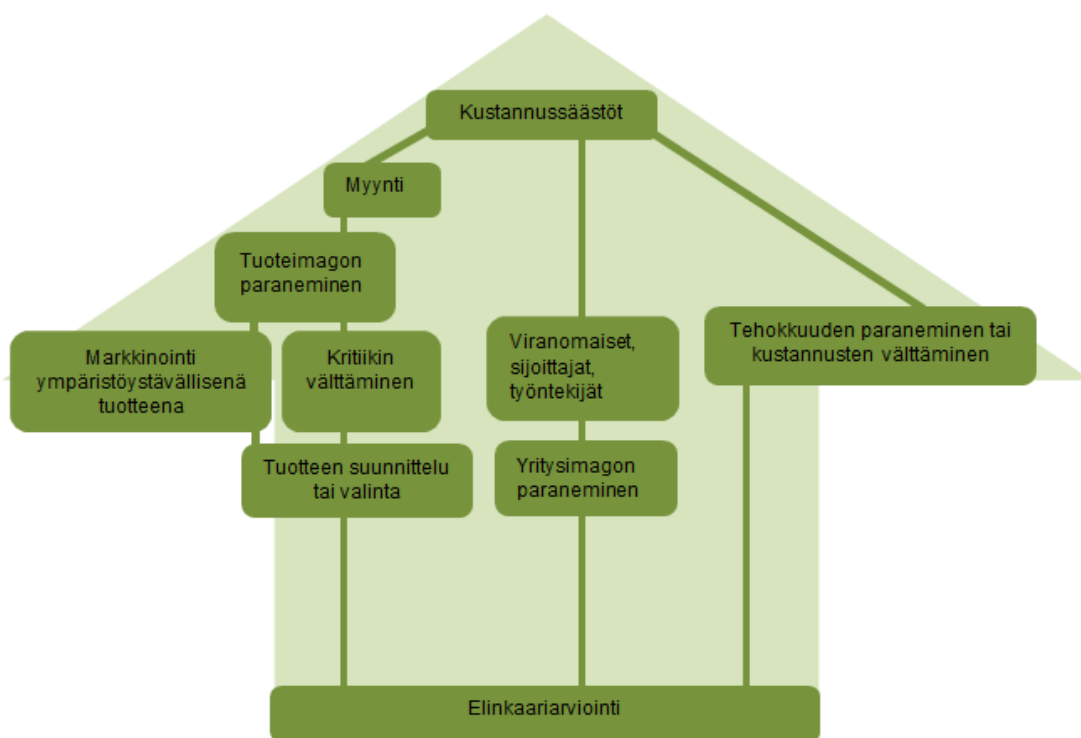 Kustannussäästöt
Myynti
Tuoteimagon
paraneminen
Markkinointi
ympäristöystävällisenä
tuotteena
Kritiikin
välttäminen
Viranomaiset,
sijoittajat,
työntekijät
Tehokkuuden paraneminen tai
kustannusten välttäminen
Tuotteen suunnittelu
tai valinta
Yritysimagon
paraneminen
Elinkaariarviointi